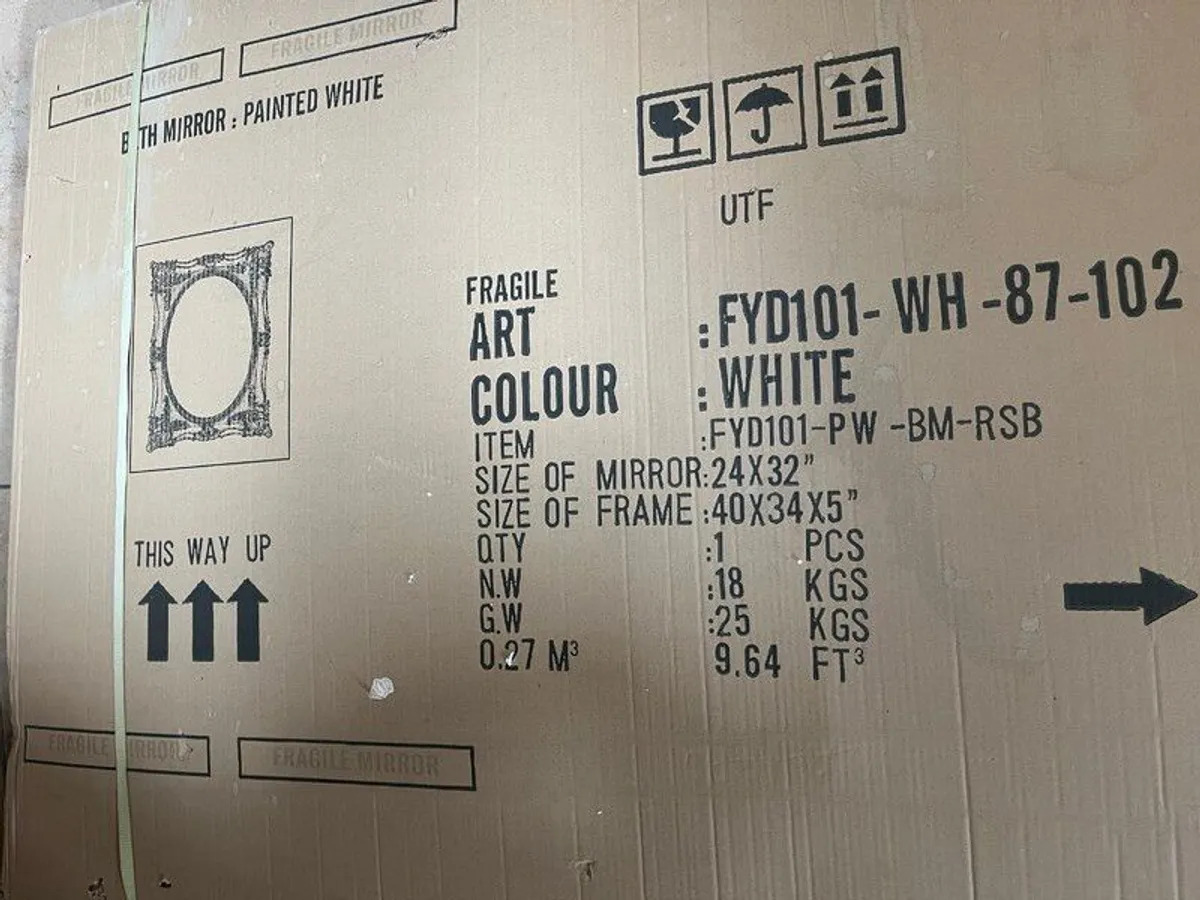 FRAGILE MIRROR
FRAGILE MIRROR
BATH MIRROR : PAINTED WHITE
UTF
FRAGILE
ART :FYD101-WH-87-102
COLOUR :WHITE
ITEM :FYD101-PW-BM-RSB
SIZE OF MIRROR:24X32”
SIZE OF FRAME:40X34X5”
QTY :1 PCS
N.W :18 KGS
G.W :25 KGS
0.27 M³ 9.64 FT³
THIS WAY UP
FRAGILE MIRROR
FRAGILE MIRROR